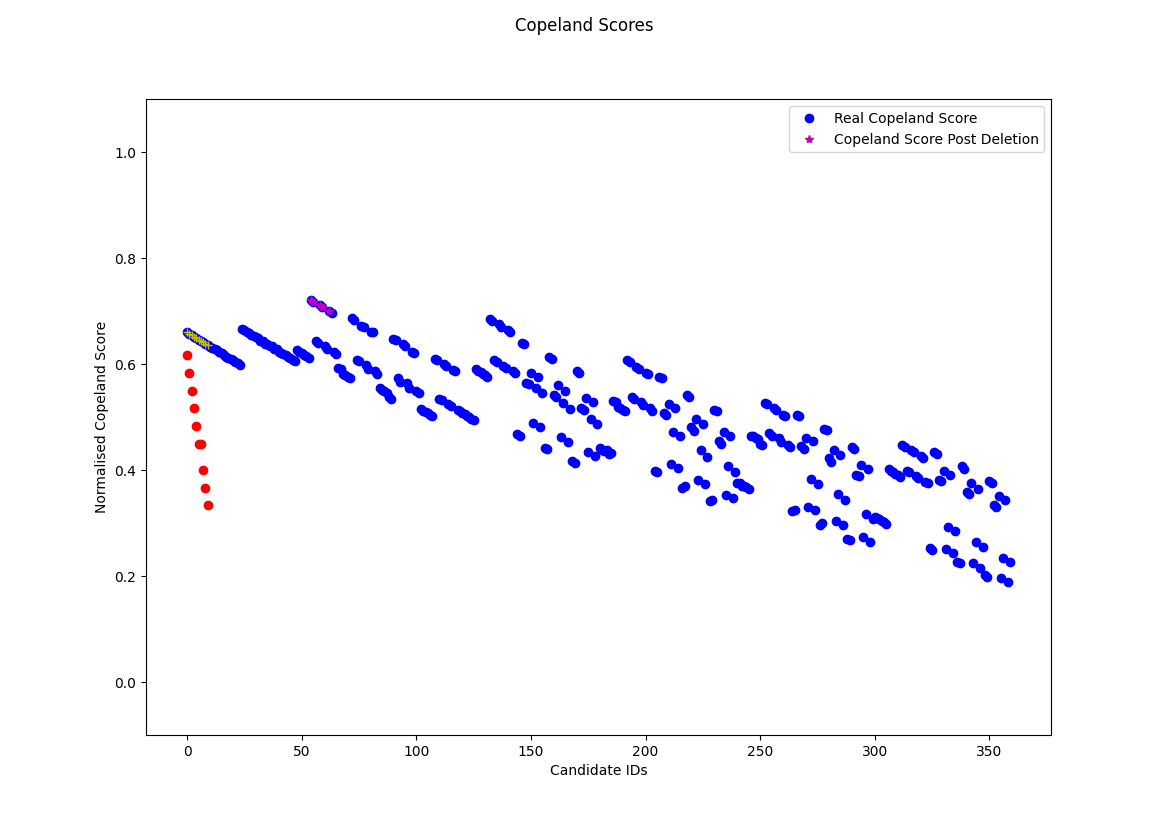 Copeland Scores
Real Copeland Score
Copeland Score Post Deletion
1.0
0.8
0.6
0.4
0.2
0.0
Normalised Copeland Score
0 50 100 150 200 250 300 350
Candidate IDs